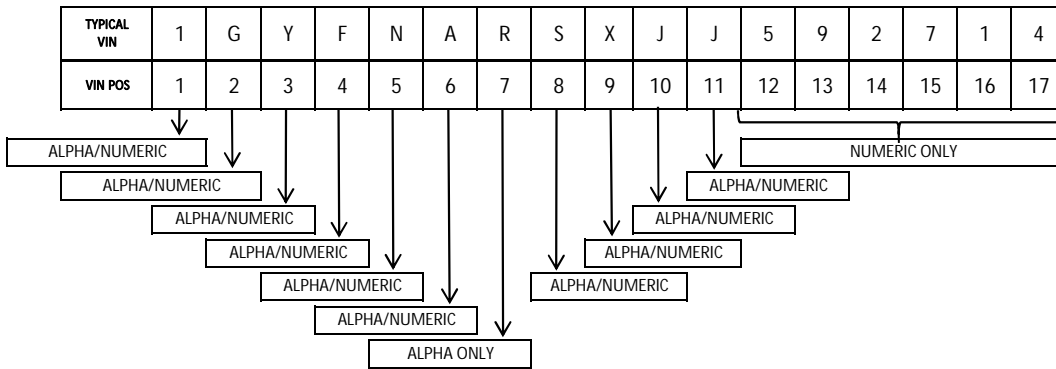 TYPICAL VIN 1 G Y F N A R S X J J 5 9 2 7 1 4
VIN POS 1 2 3 4 5 6 7 8 9 10 11 12 13 14 15 16 17
ALPHA/NUMERIC NUMERIC ONLY
ALPHA/NUMERIC ALPHA/NUMERIC
ALPHA/NUMERIC ALPHA/NUMERIC
ALPHA/NUMERIC ALPHA/NUMERIC
ALPHA/NUMERIC ALPHA/NUMERIC
ALPHA/NUMERIC
ALPHA ONLY